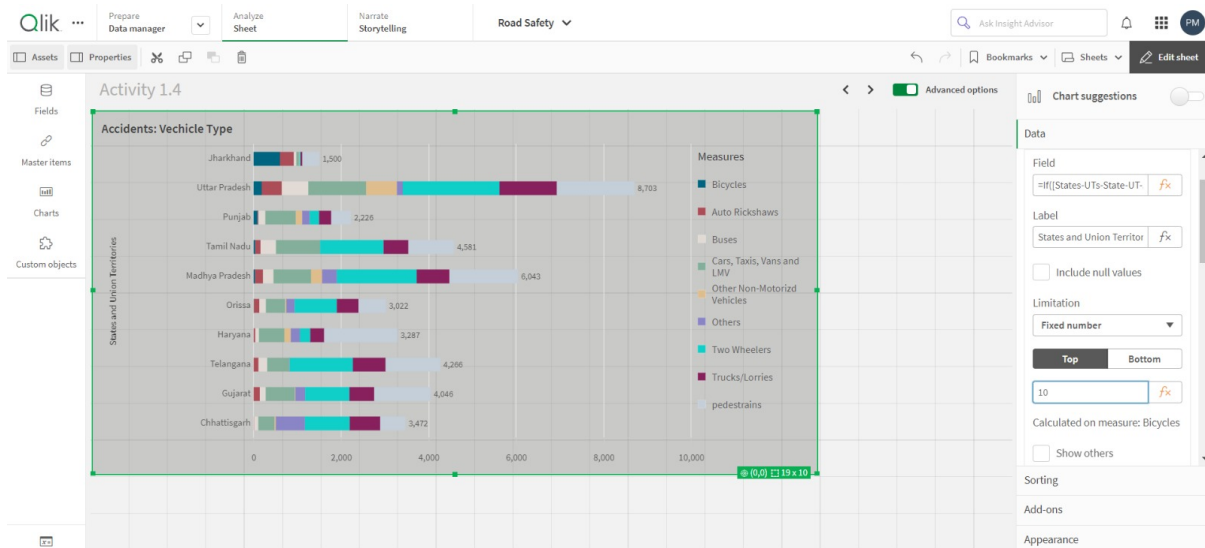 Qlik
Prepare
Data manager
Analyze
Sheet
Narrate
Storytelling
Road Safety
Ask Insight Advisor
PM
Assets
Properties
Bookmarks
Sheets
Edit sheet
Fields
Master items
Charts
Custom objects
Activity 1.4
Advanced options
Accidents: Vechicle Type
States and Union Territories
Jharkhand
1,500
Uttar Pradesh
8,703
Punjab
2,226
Tamil Nadu
4,581
Madhya Pradesh
6,043
Orissa
3,022
Haryana
3,287
Telangana
4,266
Gujarat
4,046
Chhattisgarh
3,472
0 2,000 4,000 6,000 8,000 10,000
Measures
Bicycles
Auto Rickshaws
Buses
Cars, Taxis, Vans and
LMV
Other Non-Motorizd
Vehicles
Others
Two Wheelers
Trucks/Lorries
pedestrains
(0,0) 19 x 10
Chart suggestions
Data
Field
=If([States-UTs-State-UT-
fx
Label
States and Union Territor
fx
Include null values
Limitation
Fixed number
Top
Bottom
10
fx
Calculated on measure: Bicycles
Show others
Sorting
Add-ons
Appearance